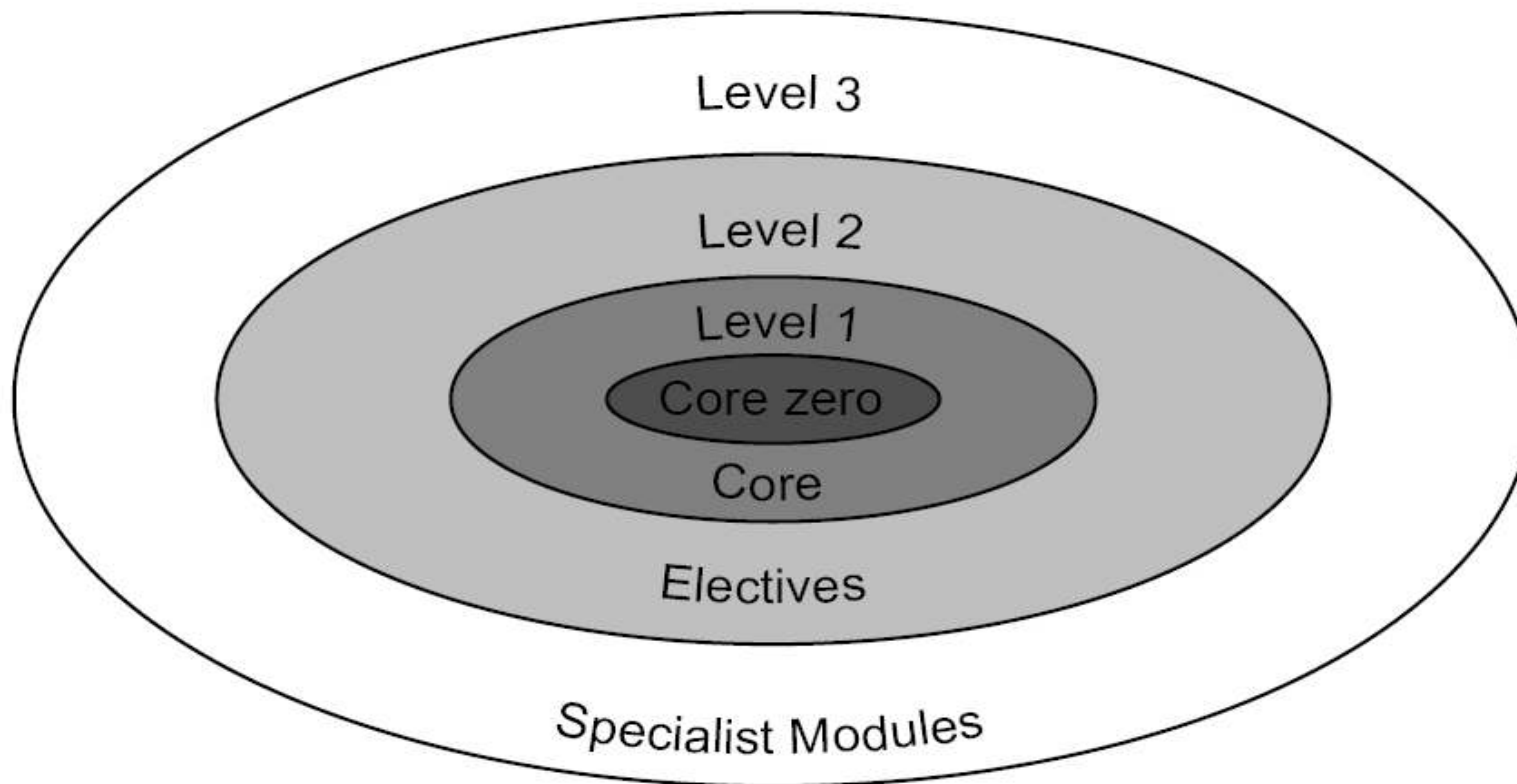 Level 3
Level 2
Level 1
Core zero
Core
Electives
Specialist Modules